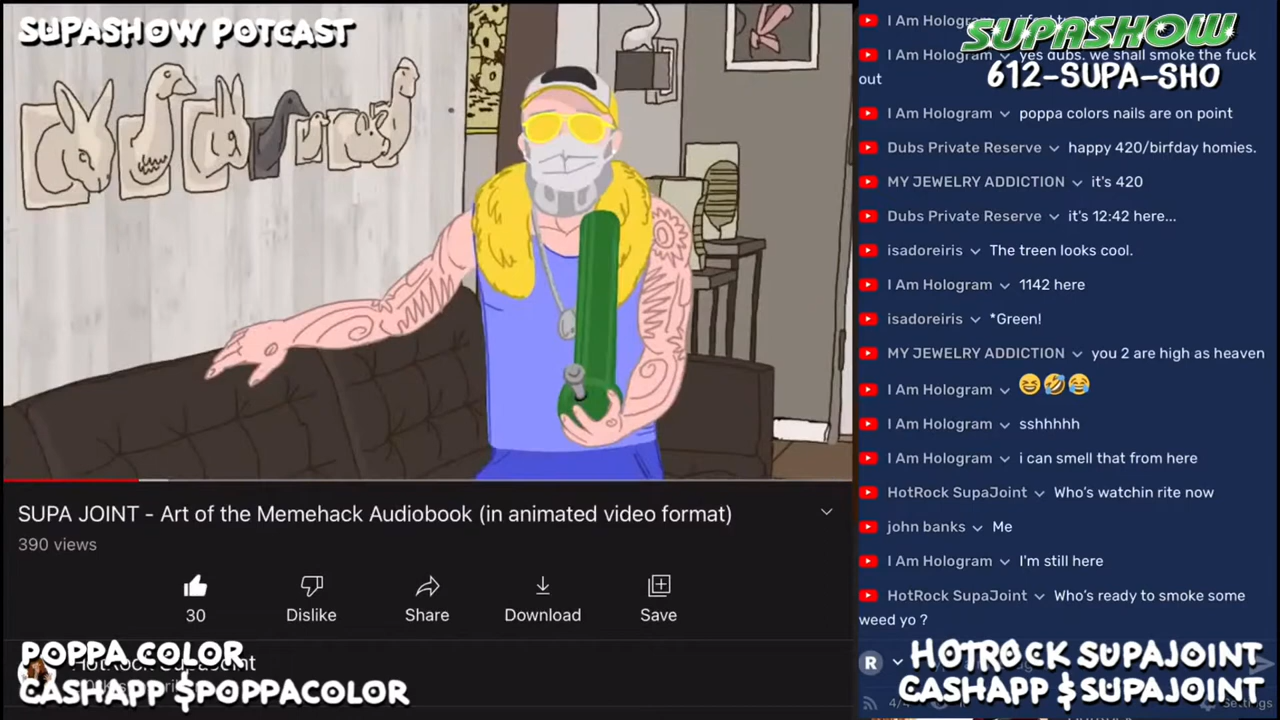 SUPASHOW POTCAST
SUPA JOINT - Art of the Memehack Audiobook (in animated video format)
390 views
30
Dislike
Share
Download
Save
HotRock SupaJoint
POPPA COLOR
CASHAPP $POPPACOLOR
SUPASHOW
612-SUPA-SHO
I Am Hologram
I Am Hologram yes dubs. we shall smoke the fuck
out
I Am Hologram poppa colors nails are on point
Dubs Private Reserve happy 420/birfday homies.
MY JEWELRY ADDICTION it's 420
Dubs Private Reserve it's 12:42 here...
isadoreiris The treen looks cool.
I Am Hologram 1142 here
isadoreiris *Green!
MY JEWELRY ADDICTION you 2 are high as heaven
I Am Hologram 😆🤣😂
I Am Hologram sshhhhh
I Am Hologram i can smell that from here
HotRock SupaJoint Who's watchin rite now
john banks Me
I Am Hologram I'm still here
HotRock SupaJoint Who's ready to smoke some
weed yo ?
R
HOTROCK SUPAJOINT
CASHAPP $SUPAJOINT
Settings